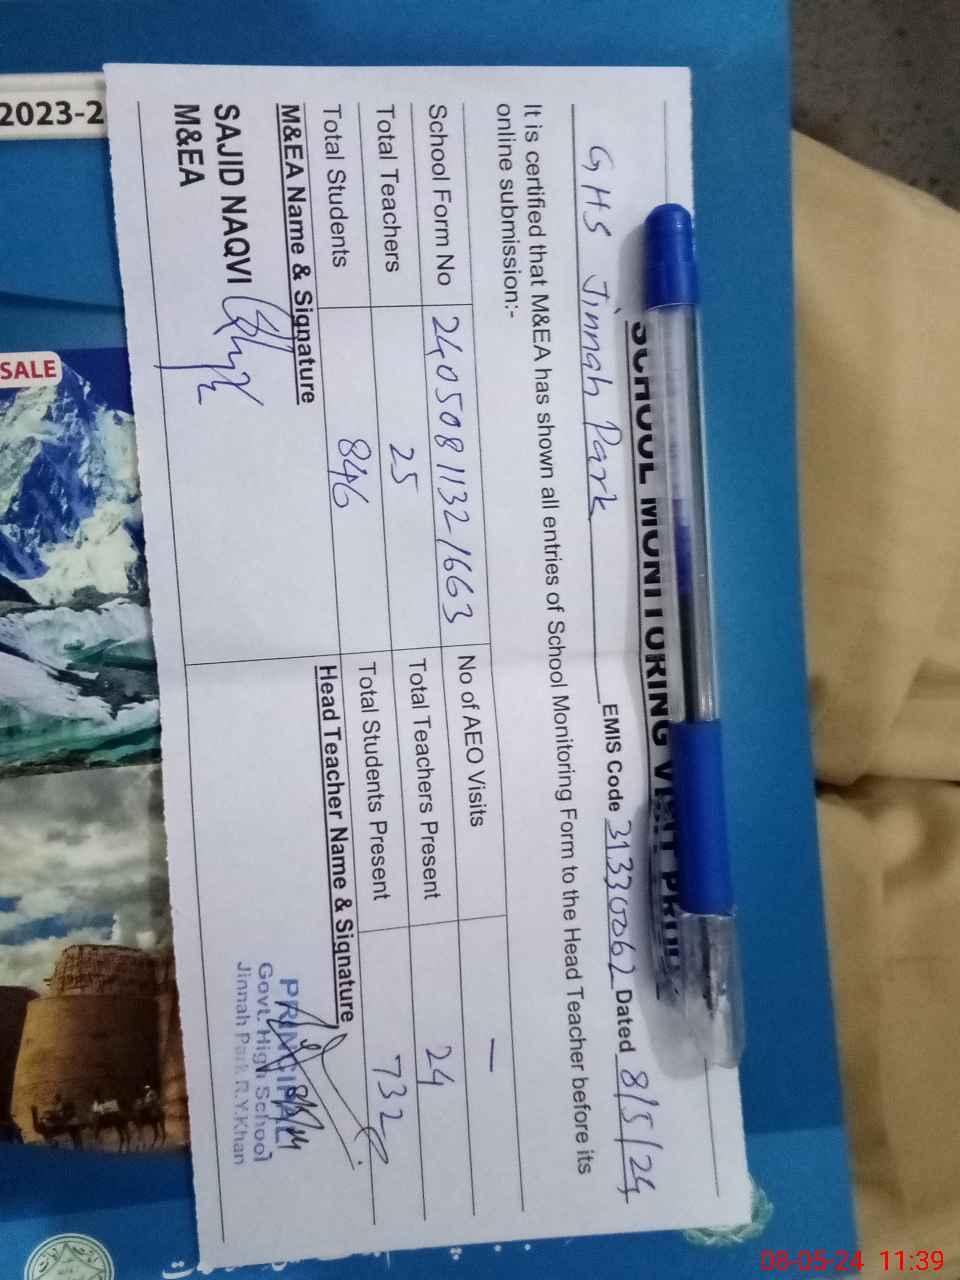 SCHOOL MONITORING VISIT PROOF
GHS Jinnah Park EMIS Code 31330062 Dated 8/5/24
It is certified that M&EA has shown all entries of School Monitoring Form to the Head Teacher before its
online submission:-
School Form No 24050811321663 No of AEO Visits —
Total Teachers 25 Total Teachers Present 24
Total Students 846 Total Students Present 732
M&EA Name & Signature Head Teacher Name & Signature
SAJID NAQVI
M&EA
PRINCIPAL
Govt. High School
Jinnah Park R.Y.Khan
2023-2
SALE
08-05-24 11:39